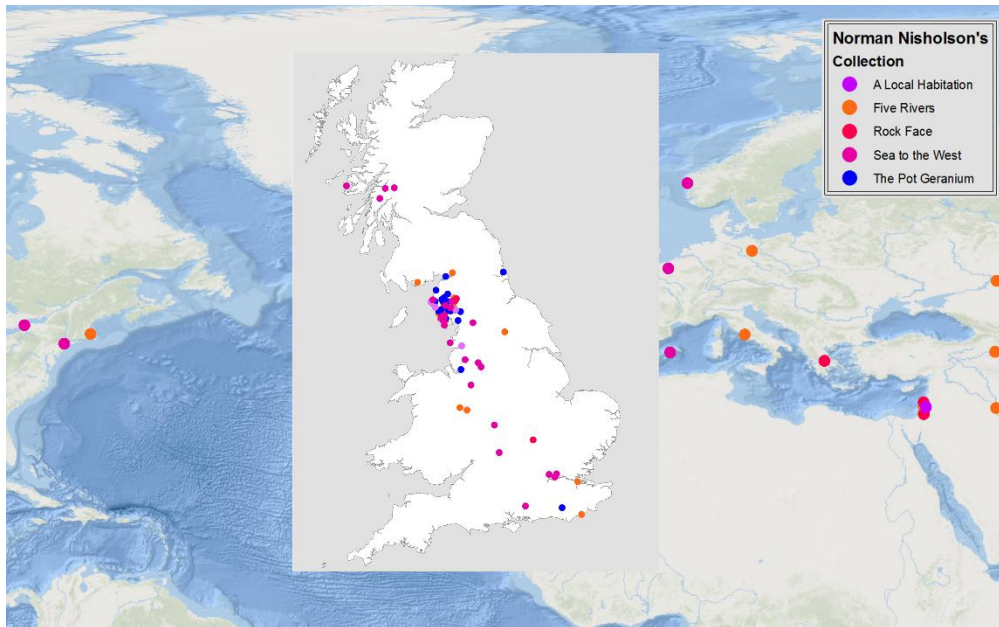 Norman Nisholson's
Collection
A Local Habitation
Five Rivers
Rock Face
Sea to the West
The Pot Geranium